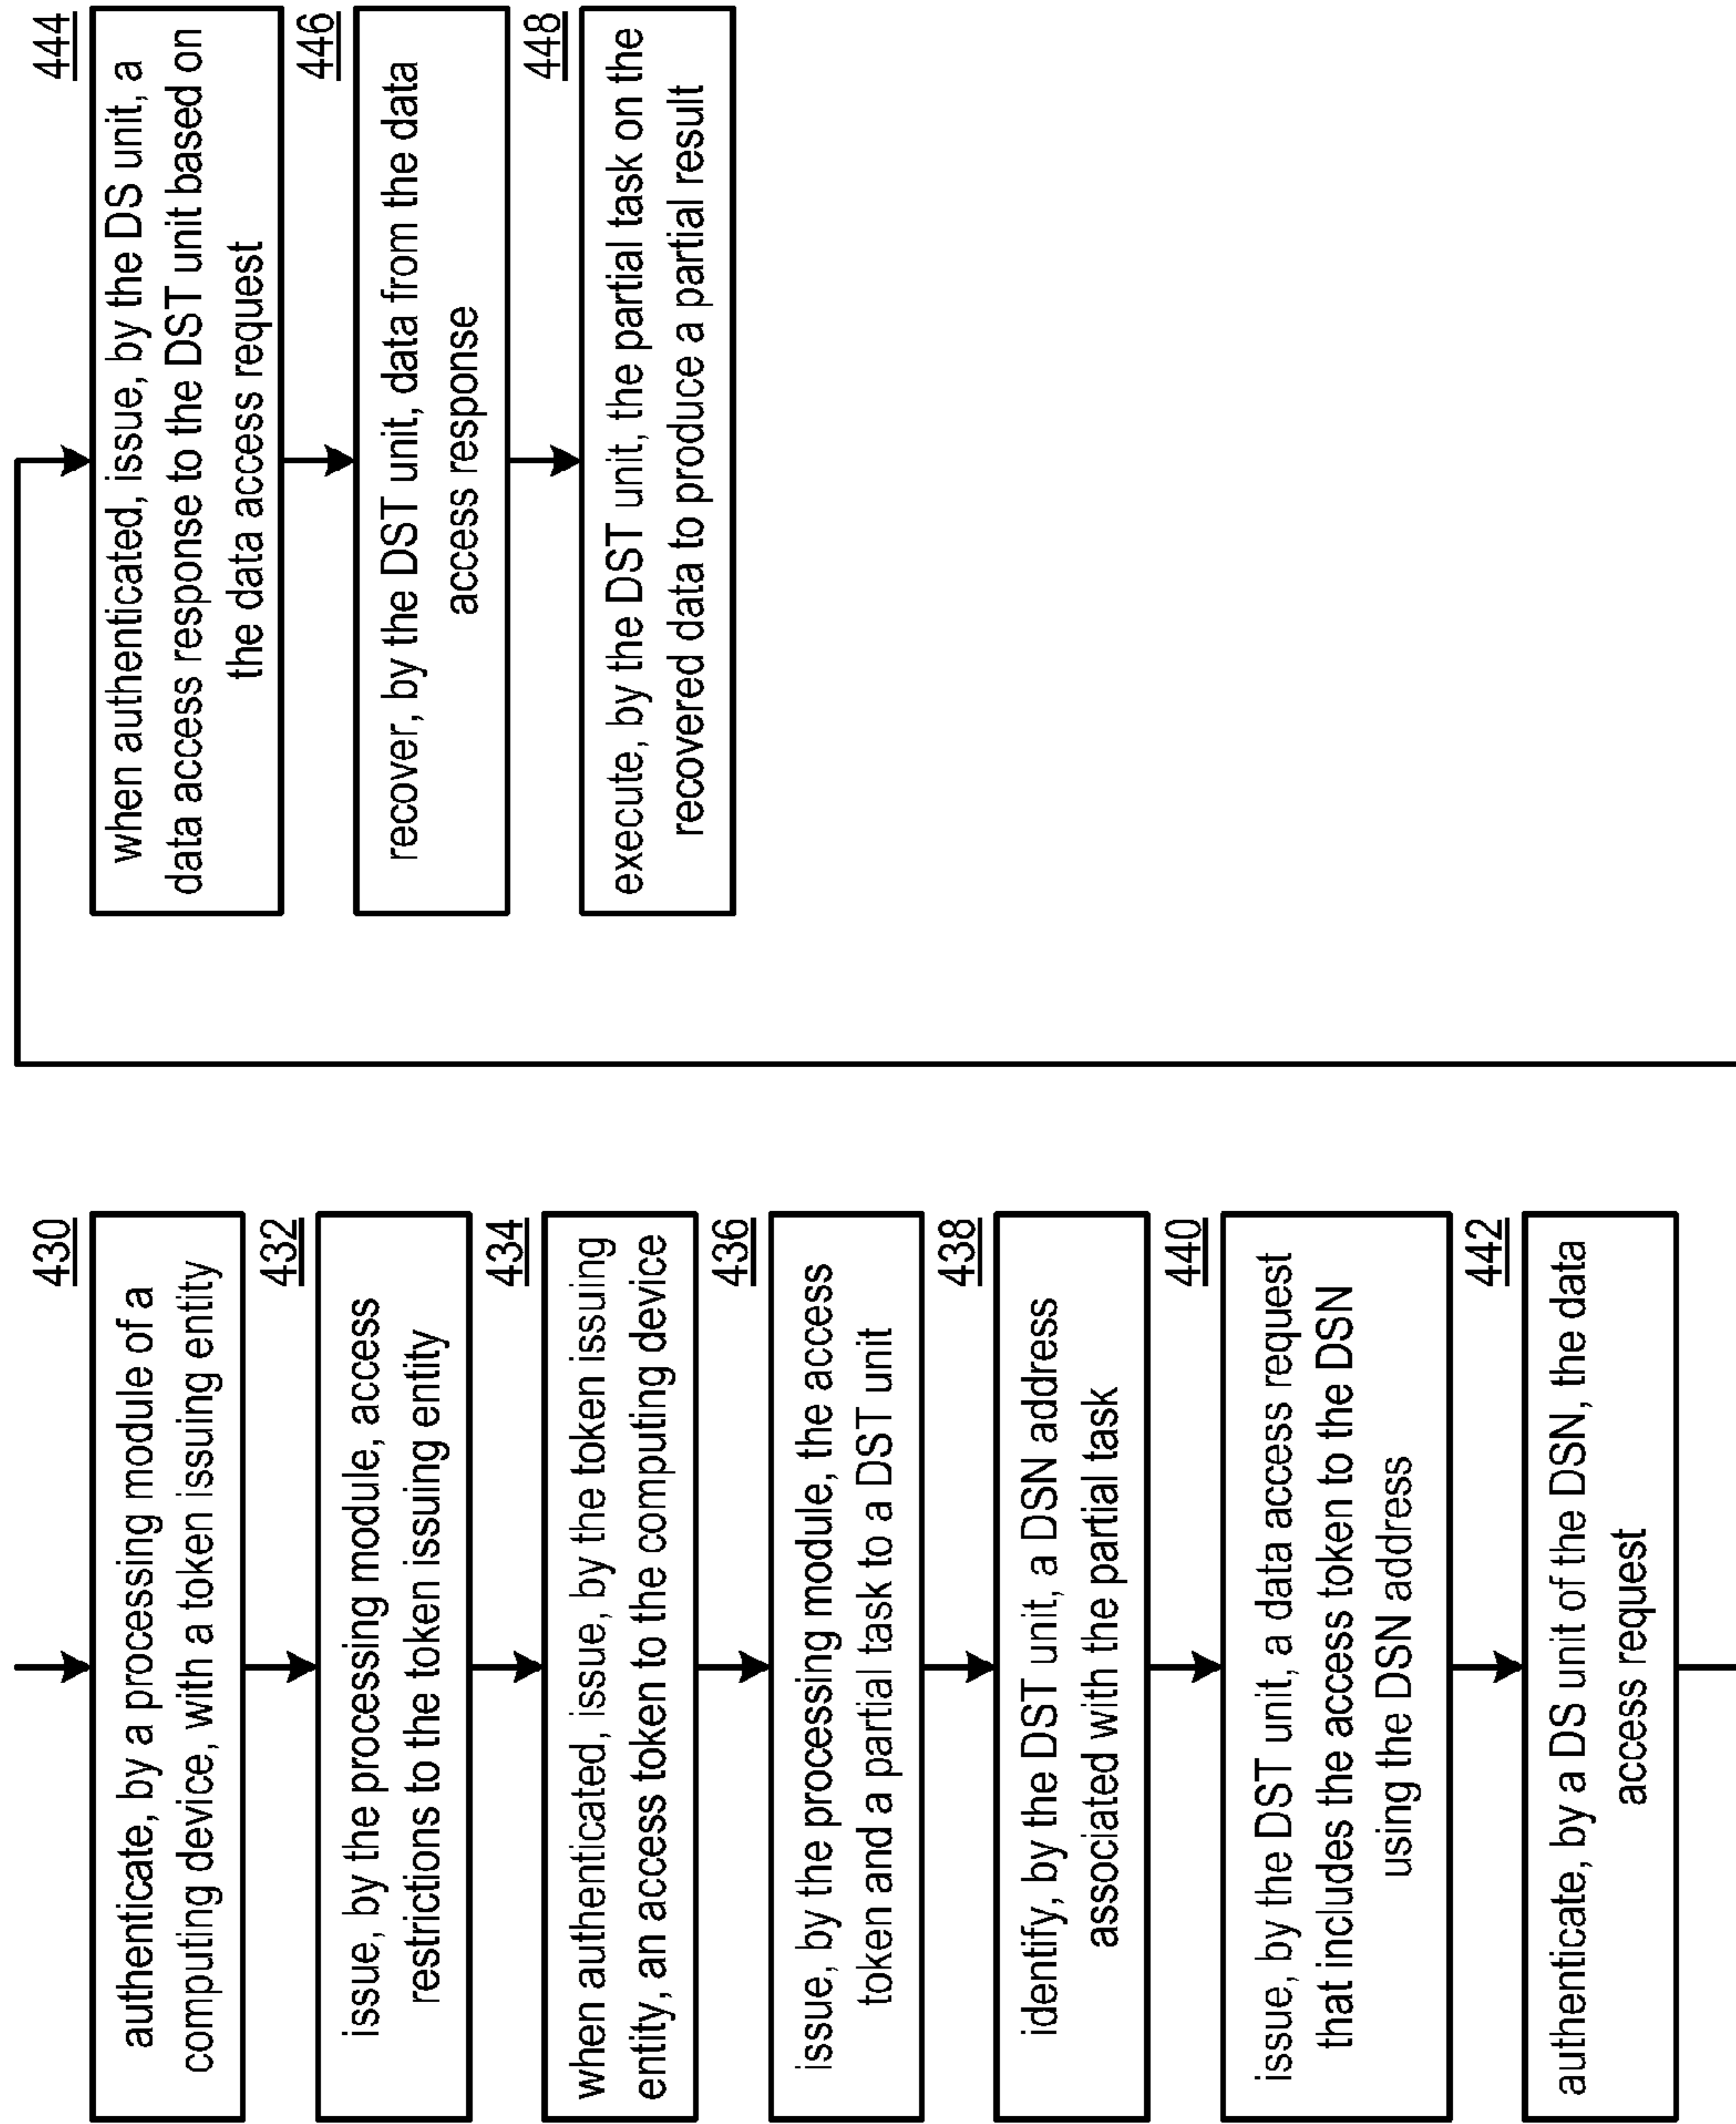 430
authenticate, by a processing module of a
computing device, with a token issuing entity
432
issue, by the processing module, access
restrictions to the token issuing entity
434
when authenticated, issue, by the token issuing
entity, an access token to the computing device
436
issue, by the processing module, the access
token and a partial task to a DST unit
438
identify, by the DST unit, a DSN address
associated with the partial task
440
issue, by the DST unit, a data access request
that includes the access token to the DSN
using the DSN address
442
authenticate, by a DS unit of the DSN, the data
access request
444
when authenticated, issue, by the DS unit, a
data access response to the DST unit based on
the data access request
446
recover, by the DST unit, data from the data
access response
448
execute, by the DST unit, the partial task on the
recovered data to produce a partial result